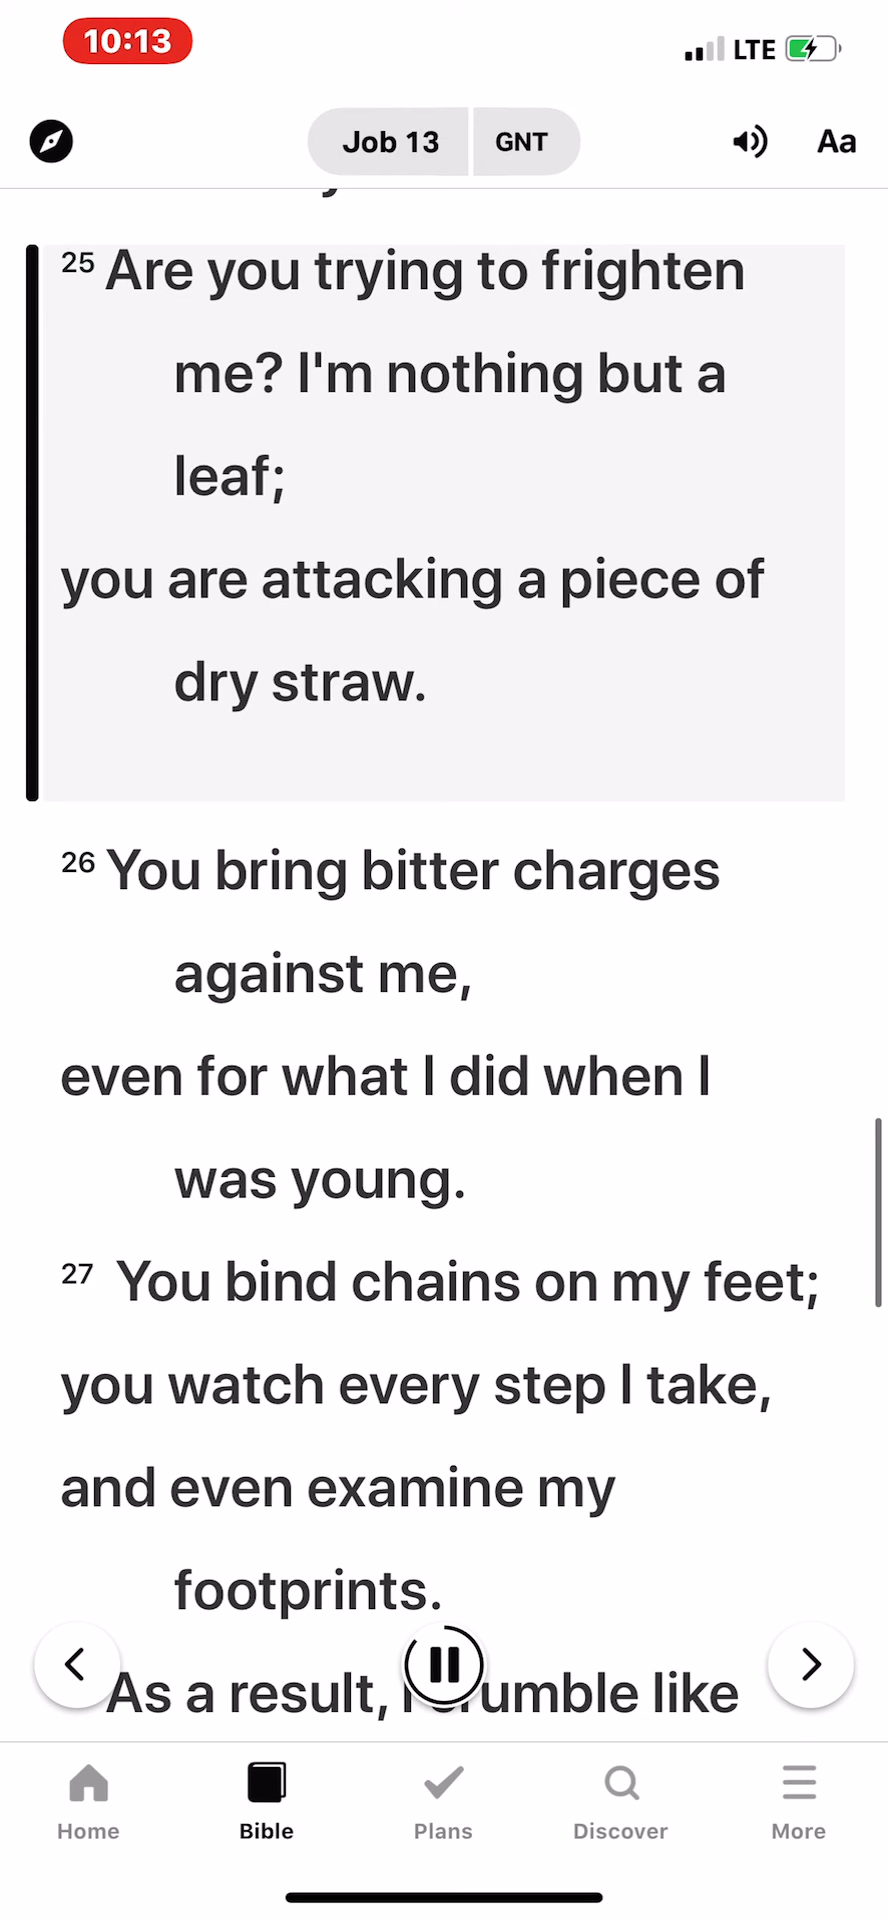 10:13
LTE
Job 13 GNT Aa
25 Are you trying to frighten
me? I'm nothing but a
leaf;
you are attacking a piece of
dry straw.
26 You bring bitter charges
against me,
even for what I did when I
was young.
27 You bind chains on my feet;
you watch every step I take,
and even examine my
footprints.
As a result, umble like
Home Bible Plans Discover More